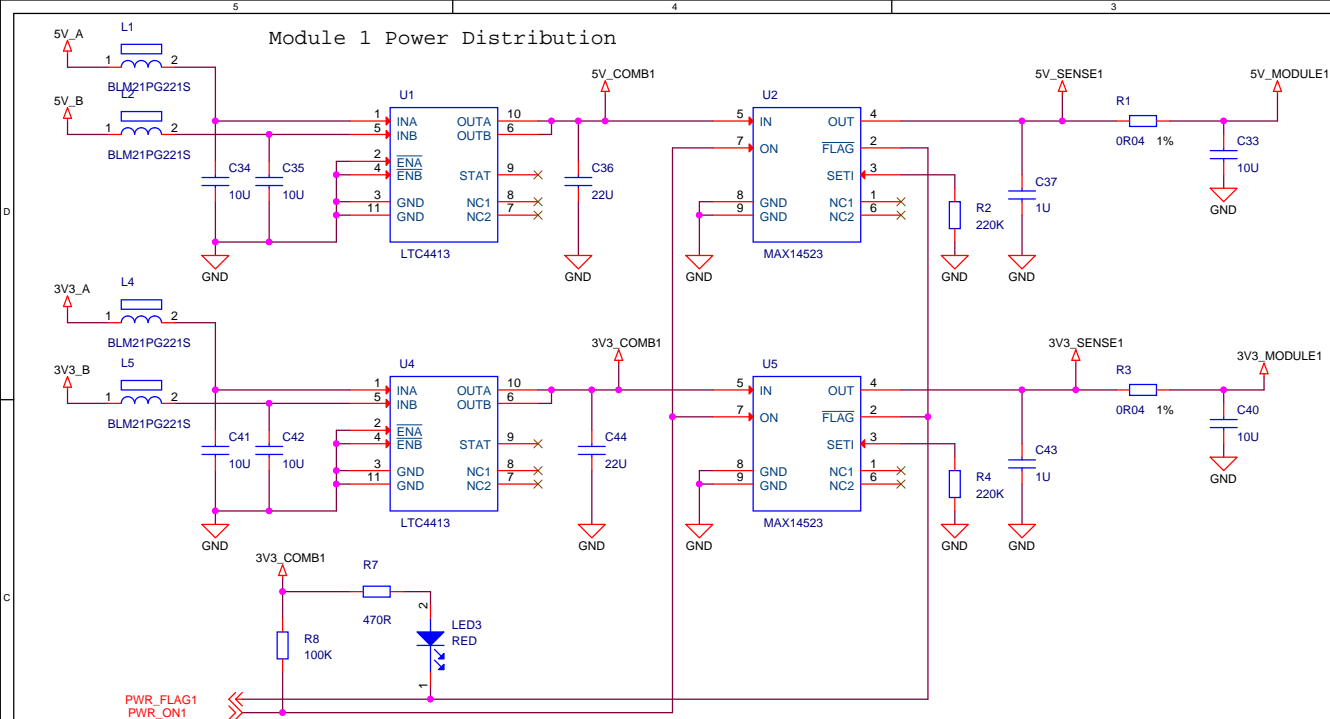 5 4 3
Module 1 Power Distribution
5V_A L1
1 2
BLM21PG221S
5V_B L2
1 2
BLM21PG221S
C34
10U
C35
10U
GND
U1
1 INA OUTA 10
5 INB OUTB 6
2 ENA
4 ENB STAT 9
3 GND NC1 8
11 GND NC2 7
LTC4413
5V_COMB1
C36
22U
GND
U2
5 IN OUT 4
7 ON FLAG 2
SETI 3
8 GND NC1 1
9 GND NC2 6
MAX14523
GND
R2
220K
GND
C37
1U
GND
5V_SENSE1
R1
0R04 1%
5V_MODULE1
C33
10U
GND
D
3V3_A L4
1 2
BLM21PG221S
3V3_B L5
1 2
BLM21PG221S
C41
10U
C42
10U
GND
U4
1 INA OUTA 10
5 INB OUTB 6
2 ENA
4 ENB STAT 9
3 GND NC1 8
11 GND NC2 7
LTC4413
3V3_COMB1
C44
22U
GND
U5
5 IN OUT 4
7 ON FLAG 2
SETI 3
8 GND NC1 1
9 GND NC2 6
MAX14523
GND
R4
220K
GND
C43
1U
GND
3V3_SENSE1
R3
0R04 1%
3V3_MODULE1
C40
10U
GND
C
3V3_COMB1
R7
470R
R8
100K
2
LED3
RED
1
PWR_FLAG1
PWR_ON1